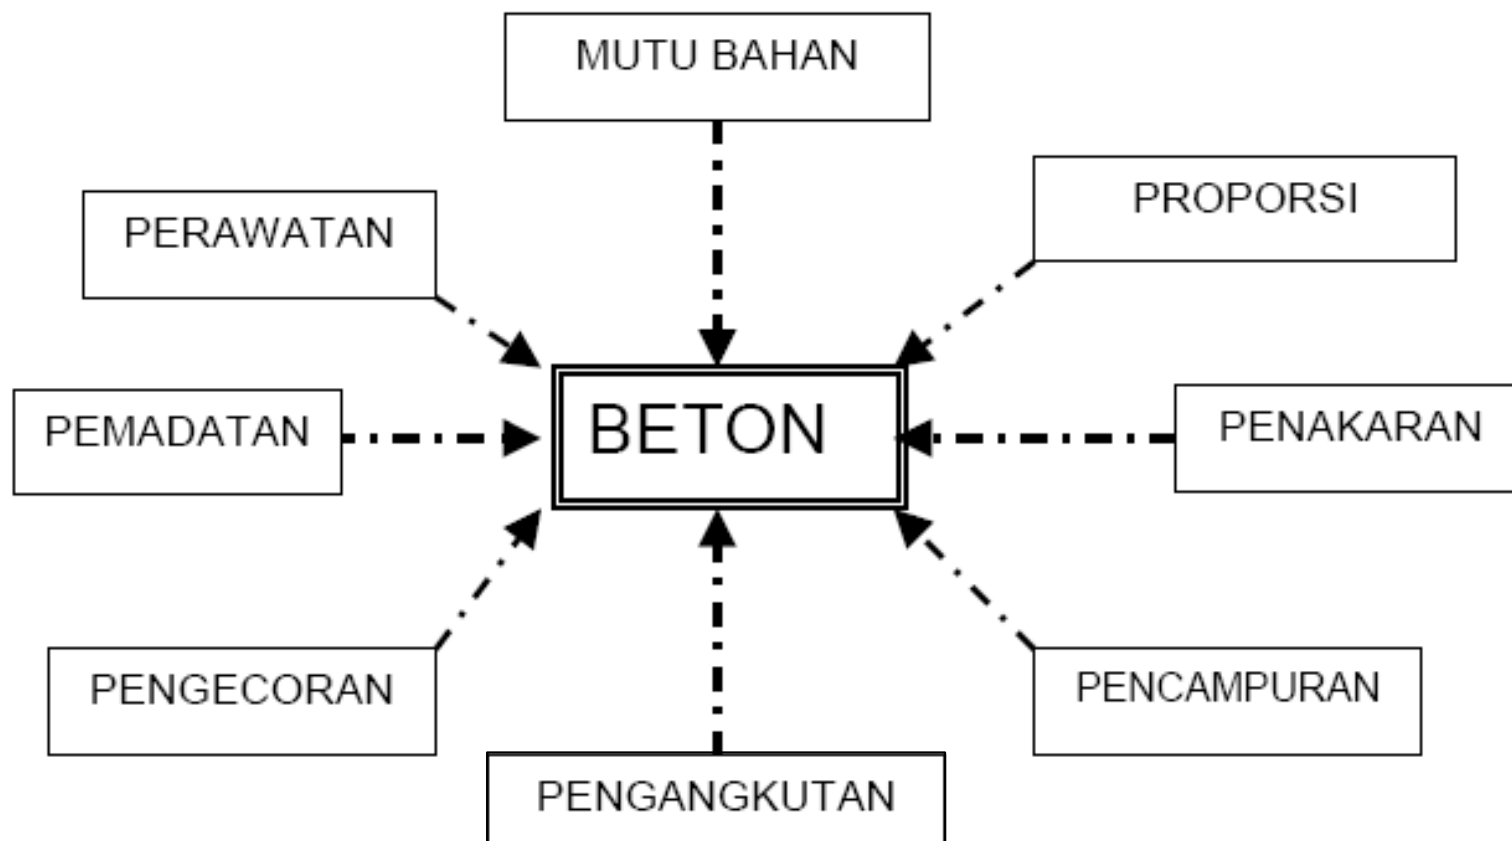 MUTU BAHAN
PROPORSI
PERAWATAN
BETON
PEMADATAN
PENAKARAN
PENGECORAN
PENCAMPURAN
PENGANGKUTAN